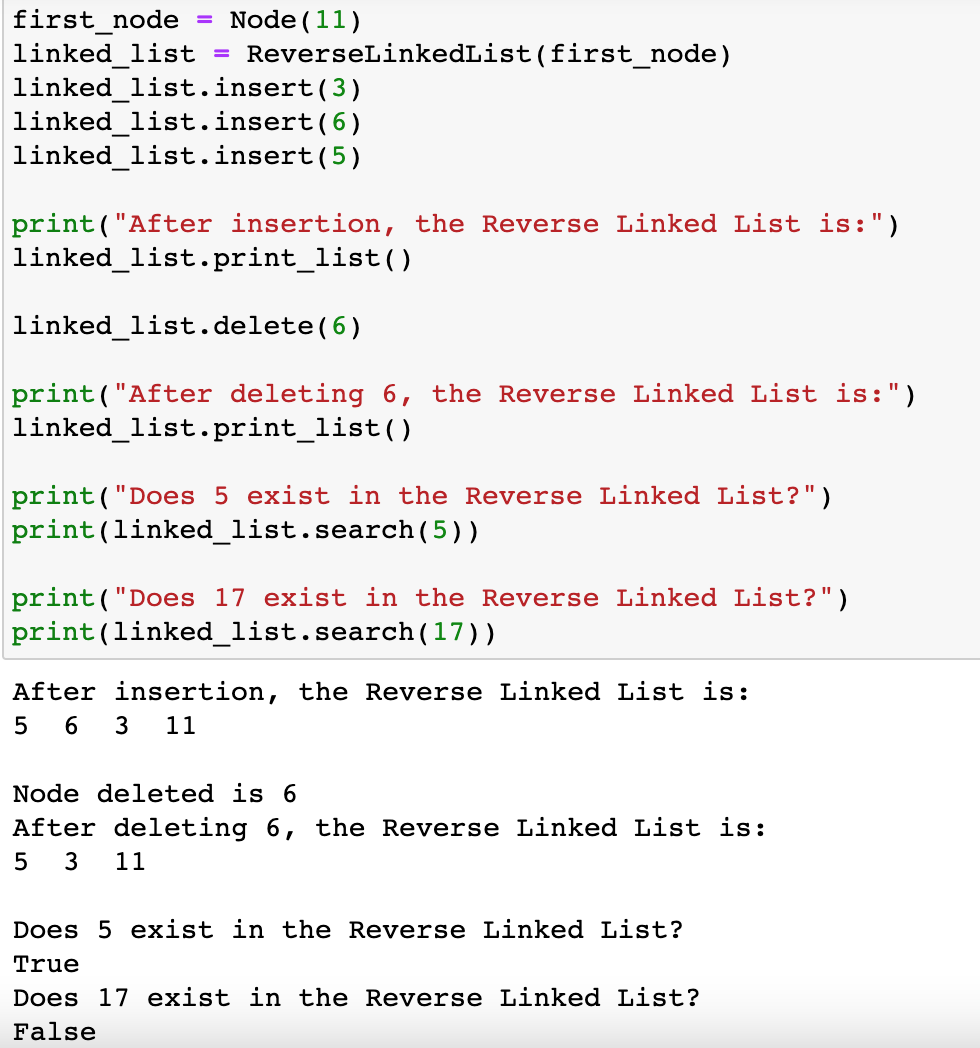 first_node = Node(11)
linked_list = ReverseLinkedList(first_node)
linked_list.insert(3)
linked_list.insert(6)
linked_list.insert(5)
print("After insertion, the Reverse Linked List is:")
linked_list.print_list()
linked_list.delete(6)
print("After deleting 6, the Reverse Linked List is:")
linked_list.print_list()
print("Does 5 exist in the Reverse Linked List?")
print(linked_list.search(5))
print("Does 17 exist in the Reverse Linked List?")
print(linked_list.search(17))
After insertion, the Reverse Linked List is:
5  6  3  11
Node deleted is 6
After deleting 6, the Reverse Linked List is:
5  3  11
Does 5 exist in the Reverse Linked List?
True
Does 17 exist in the Reverse Linked List?
False